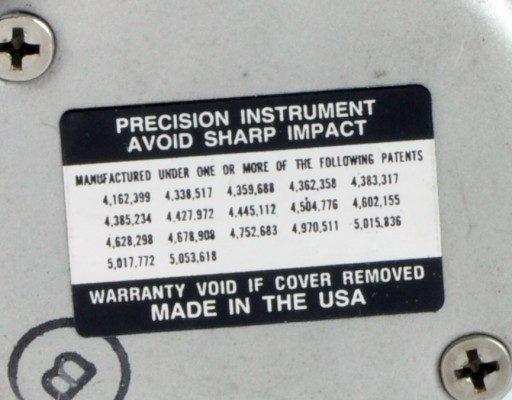 PRECISION INSTRUMENT
AVOID SHARP IMPACT
MANUFACTURED UNDER ONE OR MORE OF THE FOLLOWING PATENTS
4,162,399 4,338,517 4,359,688 4,362,358 4,383,317
4,385,234 4,427,972 4,445,112 4,504,776 4,602,155
4,628,298 4,678,908 4,752,683 4,970,511 5,015,836
5,017,772 5,053,618
WARRANTY VOID IF COVER REMOVED
MADE IN THE USA
B